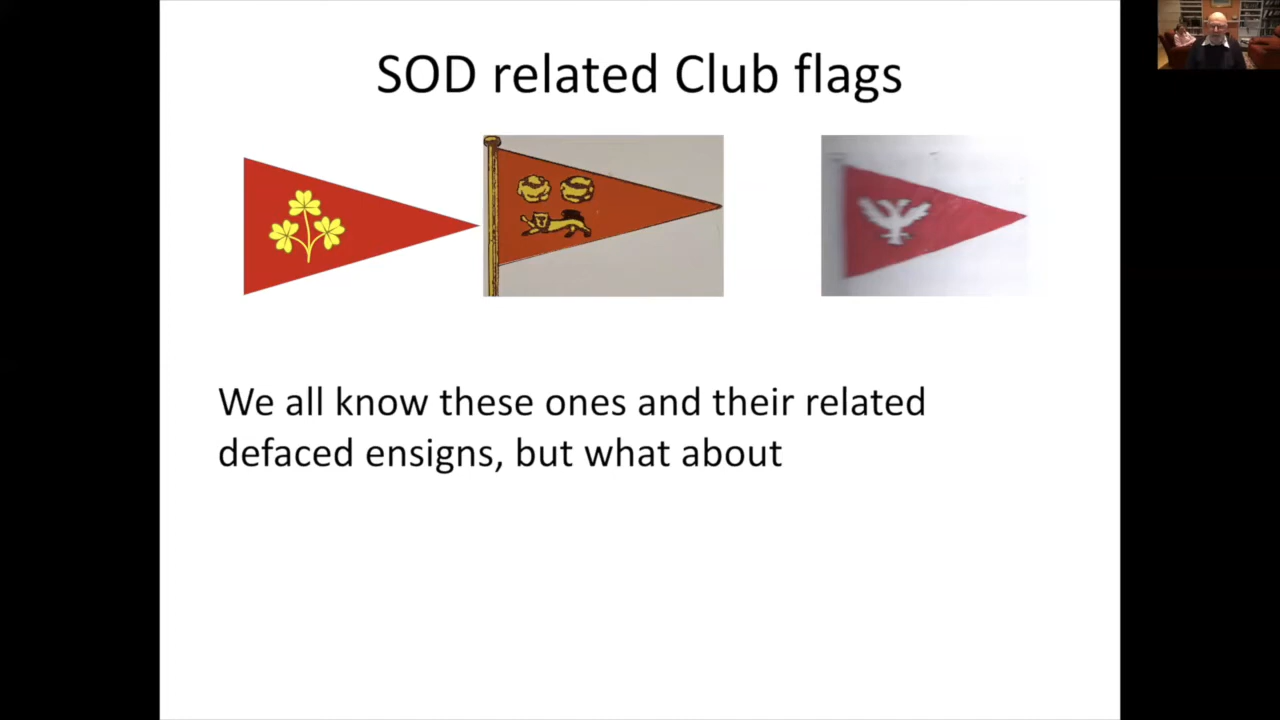 SOD related Club flags
We all know these ones and their related
defaced ensigns, but what about